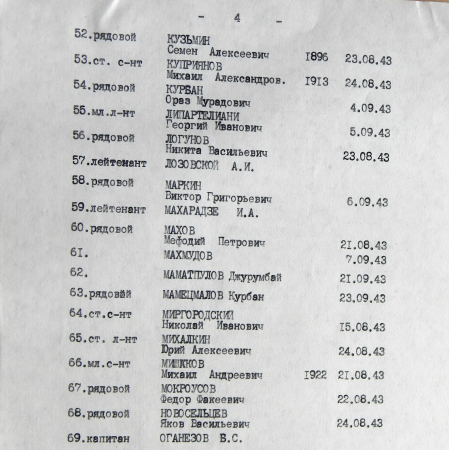 - 4 -
52.рядовой КУЗЬМИН
Семен Алексеевич 1896 23.08.43
53.ст. с-нт КУПРИЯНОВ
Михаил Александров. 1913 24.08.43
54.рядовой КУРБАН
Ораз Мурадович 4.09.43
55.мл.л-нт ЛИПАРТЕЛИАНИ
Георгий Иванович 5.09.43
56.рядовой ЛОГУНОВ
Никита Васильевич 23.08.43
57.лейтенант ЛОЗОВСКОЙ А.И.
58.рядовой МАРКИН
Виктор Григорьевич 6.09.43
59.лейтенант МАХАРАДЗЕ И.А.
60.рядовой МАХОВ
Мефодий Петрович 21.08.43
61. МАХМУДОВ 7.09.43
62. МАМАТПУЛОВ Джурумбай 21.09.43
63.рядовой МАМЕЦМАЛОВ Курбан 23.09.43
64.ст.с-нт МИРГОРОДСКИЙ
Николай Иванович 15.08.43
65.ст. л-нт МИХАЛКИН
Юрий Алексеевич 24.08.43
66.мл.с-нт
Михаил Андреевич 1922 21.08.43
67.рядовой МОКРОУСОВ
Федор Факеевич 22.08.43
68.рядовой НОВОСЕЛЬЦЕВ
Яков Васильевич 24.08.43
69.капитан ОГАНЕЗОВ Б.С.